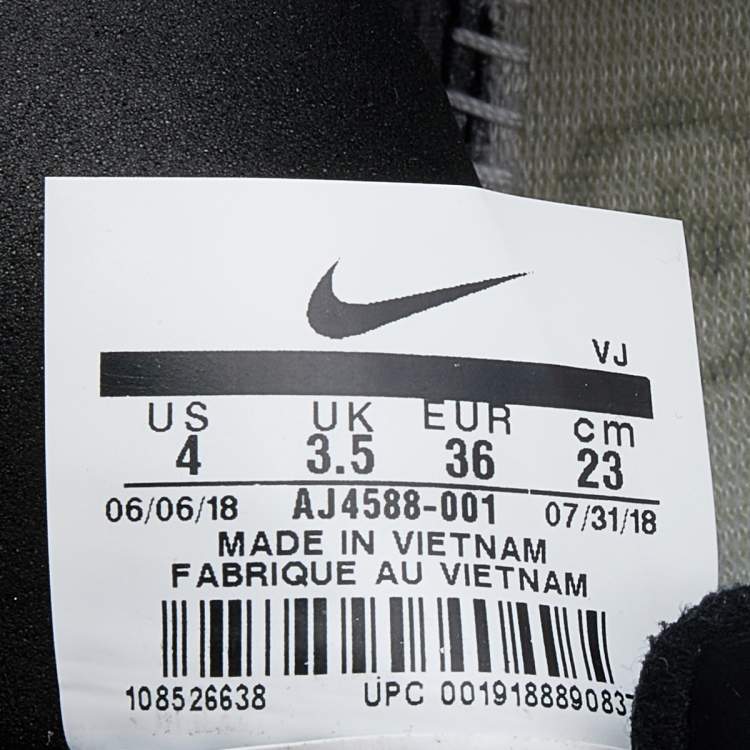 VJ
US UK EUR cm
4 3.5 36 23
06/06/18 AJ4588-001 07/31/18
MADE IN VIETNAM
FABRIQUE AU VIETNAM
108526638 UPC 0019188890837